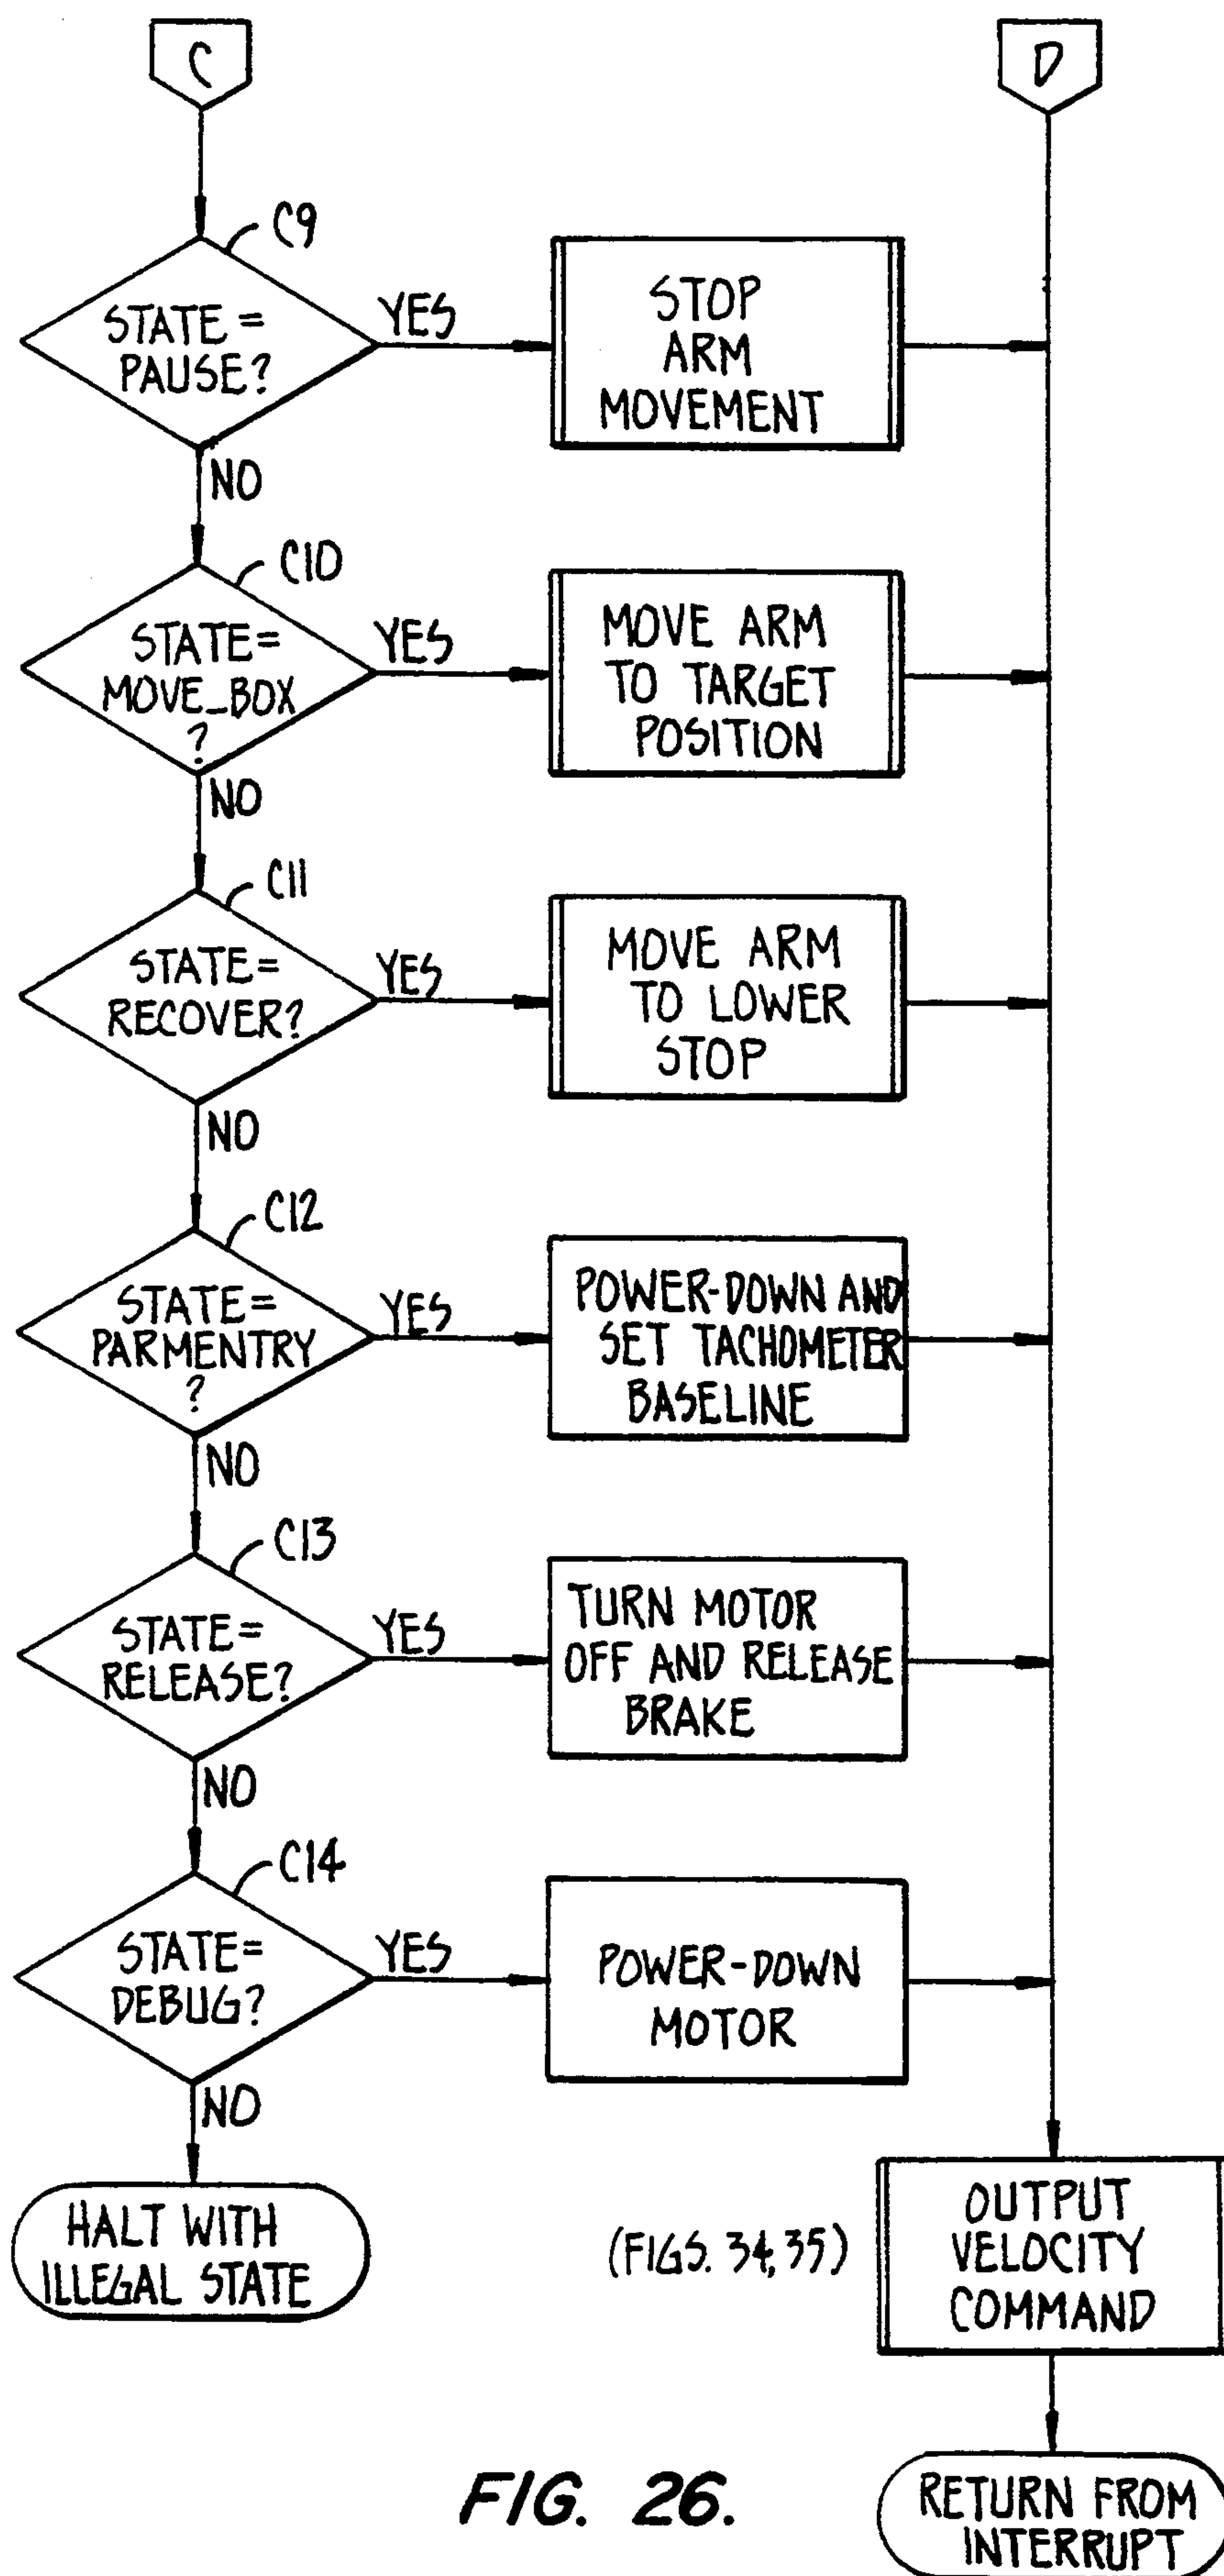 C
D
C9
STATE =
PAUSE?
YES
STOP
ARM
MOVEMENT
NO
C10
STATE=
MOVE_BOX
?
YES
MOVE ARM
TO TARGET
POSITION
NO
C11
STATE=
RECOVER?
YES
MOVE ARM
TO LOWER
STOP
NO
C12
STATE=
PARMENTRY
?
YES
POWER-DOWN AND
SET TACHOMETER
BASELINE
NO
C13
STATE=
RELEASE?
YES
TURN MOTOR
OFF AND RELEASE
BRAKE
NO
C14
STATE=
DEBUG?
YES
POWER-DOWN
MOTOR
NO
HALT WITH
ILLEGAL STATE
(FIGS. 34,35)
OUTPUT
VELOCITY
COMMAND
RETURN FROM
INTERRUPT
FIG. 26.